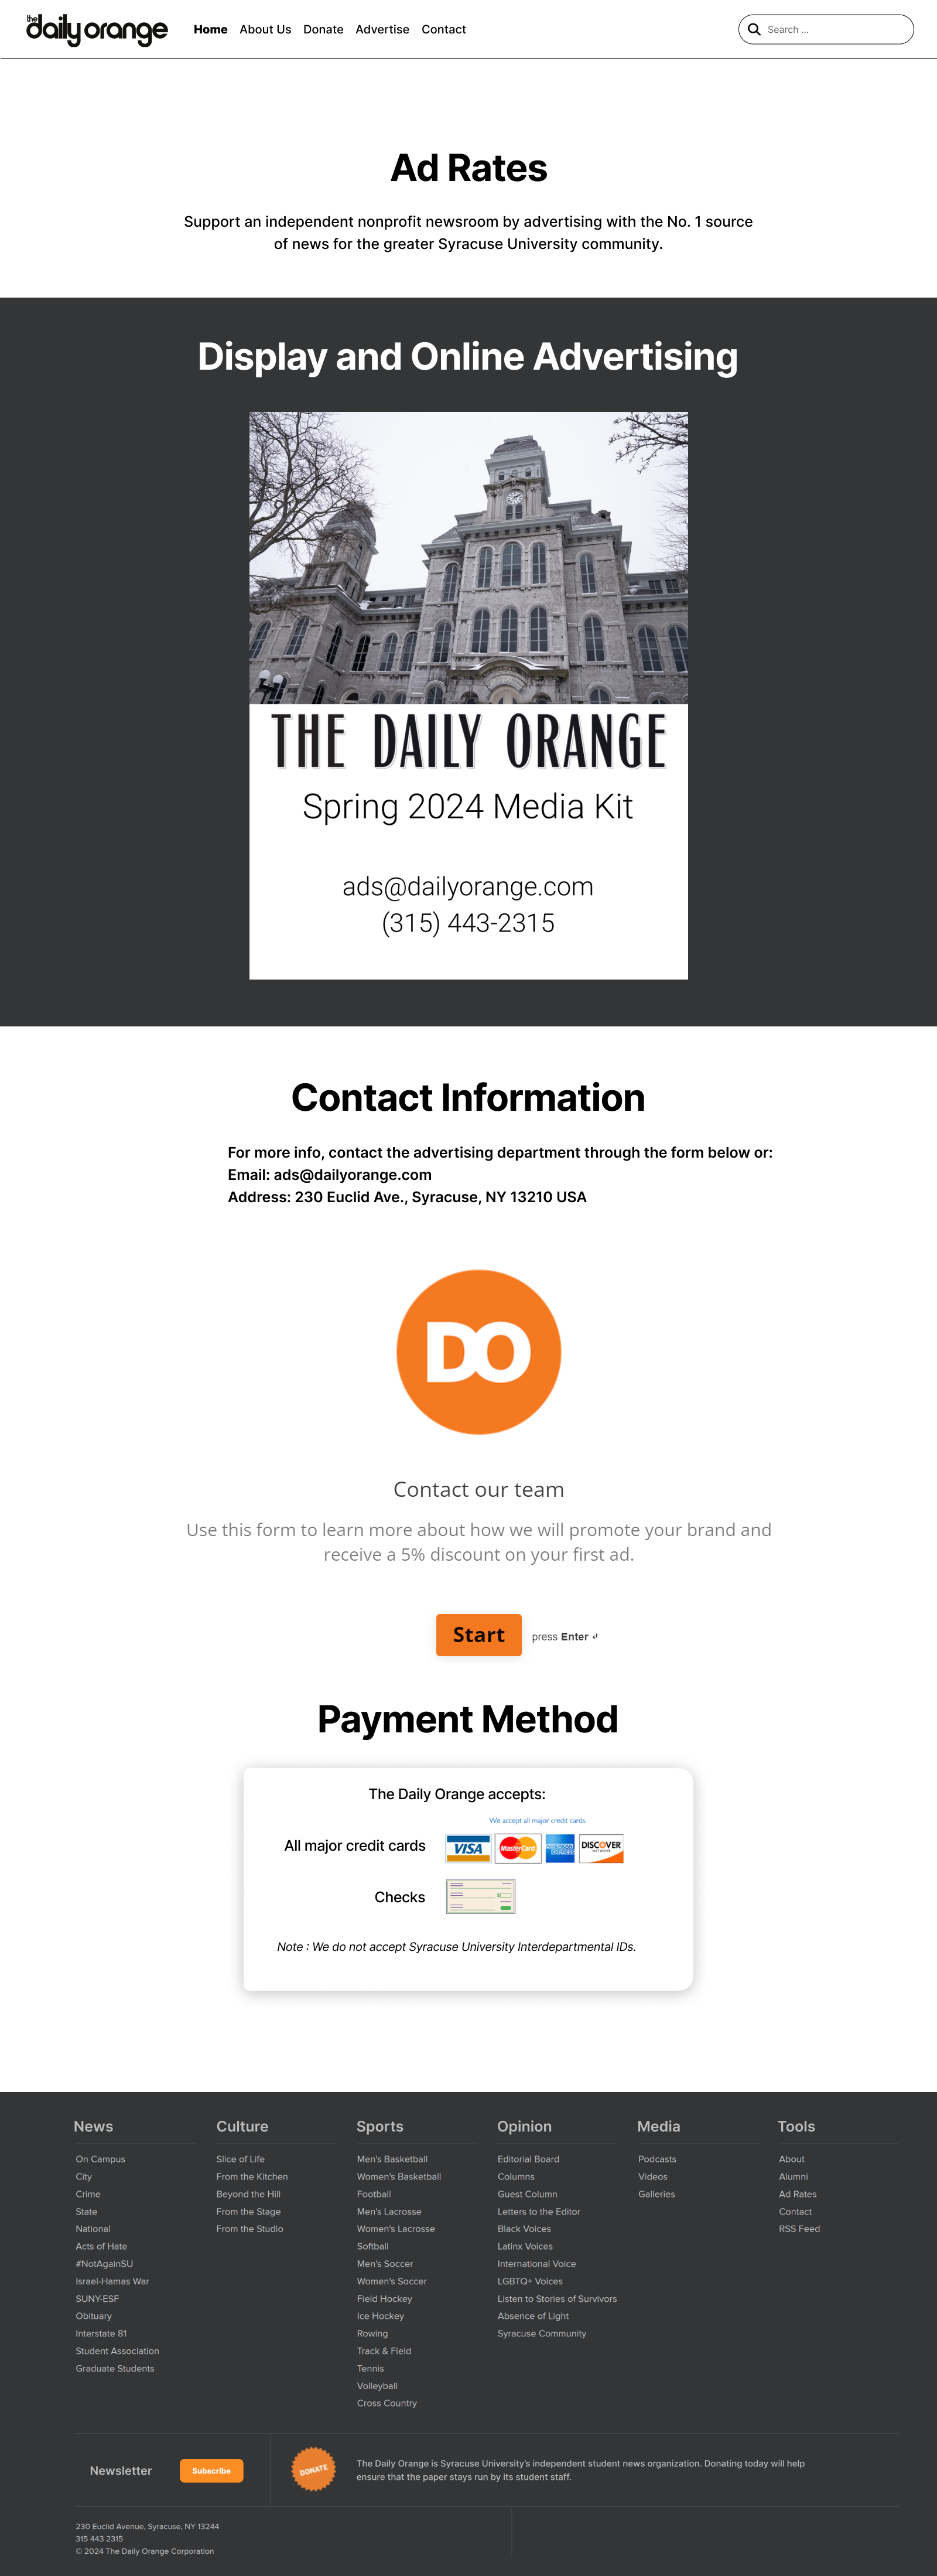 the
daily orange
Home About Us Donate Advertise Contact
Search ...
Ad Rates
Support an independent nonprofit newsroom by advertising with the No. 1 source
of news for the greater Syracuse University community.
Display and Online Advertising
THE DAILY ORANGE
Spring 2024 Media Kit
ads@dailyorange.com
(315) 443-2315
Contact Information
For more info, contact the advertising department through the form below or:
Email: ads@dailyorange.com
Address: 230 Euclid Ave., Syracuse, NY 13210 USA
DO
Contact our team
Use this form to learn more about how we will promote your brand and
receive a 5% discount on your first ad.
Start press Enter ↵
Payment Method
The Daily Orange accepts:
We accept all major credit cards.
All major credit cards VISA MasterCard AMERICAN EXPRESS DISCOVER NETWORK
Checks
Note : We do not accept Syracuse University Interdepartmental IDs.
News
On Campus
City
Crime
State
National
Acts of Hate
#NotAgainSU
Israel-Hamas War
SUNY-ESF
Obituary
Interstate 81
Student Association
Graduate Students
Culture
Slice of Life
From the Kitchen
Beyond the Hill
From the Stage
From the Studio
Sports
Men's Basketball
Women's Basketball
Football
Men's Lacrosse
Women's Lacrosse
Softball
Men's Soccer
Women's Soccer
Field Hockey
Ice Hockey
Rowing
Track & Field
Tennis
Volleyball
Cross Country
Opinion
Editorial Board
Columns
Guest Column
Letters to the Editor
Black Voices
Latinx Voices
International Voice
LGBTQ+ Voices
Listen to Stories of Survivors
Absence of Light
Syracuse Community
Media
Podcasts
Videos
Galleries
Tools
About
Alumni
Ad Rates
Contact
RSS Feed
Newsletter Subscribe
DONATE
The Daily Orange is Syracuse University's independent student news organization. Donating today will help
ensure that the paper stays run by its student staff.
230 Euclid Avenue, Syracuse, NY 13244
315 443 2315
© 2024 The Daily Orange Corporation